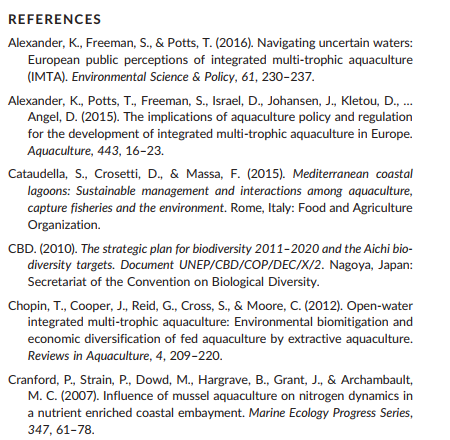 REFERENCES
Alexander, K., Freeman, S., & Potts, T. (2016). Navigating uncertain waters:
European public perceptions of integrated multi-trophic aquaculture
(IMTA). Environmental Science & Policy, 61, 230–237.
Alexander, K., Potts, T., Freeman, S., Israel, D., Johansen, J., Kletou, D., …
Angel, D. (2015). The implications of aquaculture policy and regulation
for the development of integrated multi-trophic aquaculture in Europe.
Aquaculture, 443, 16–23.
Cataudella, S., Crosetti, D., & Massa, F. (2015). Mediterranean coastal
lagoons: Sustainable management and interactions among aquaculture,
capture fisheries and the environment. Rome, Italy: Food and Agriculture
Organization.
CBD. (2010). The strategic plan for biodiversity 2011–2020 and the Aichi bio-
diversity targets. Document UNEP/CBD/COP/DEC/X/2. Nagoya, Japan:
Secretariat of the Convention on Biological Diversity.
Chopin, T., Cooper, J., Reid, G., Cross, S., & Moore, C. (2012). Open-water
integrated multi-trophic aquaculture: Environmental biomitigation and
economic diversification of fed aquaculture by extractive aquaculture.
Reviews in Aquaculture, 4, 209–220.
Cranford, P., Strain, P., Dowd, M., Hargrave, B., Grant, J., & Archambault,
M. C. (2007). Influence of mussel aquaculture on nitrogen dynamics in
a nutrient enriched coastal embayment. Marine Ecology Progress Series,
347, 61–78.